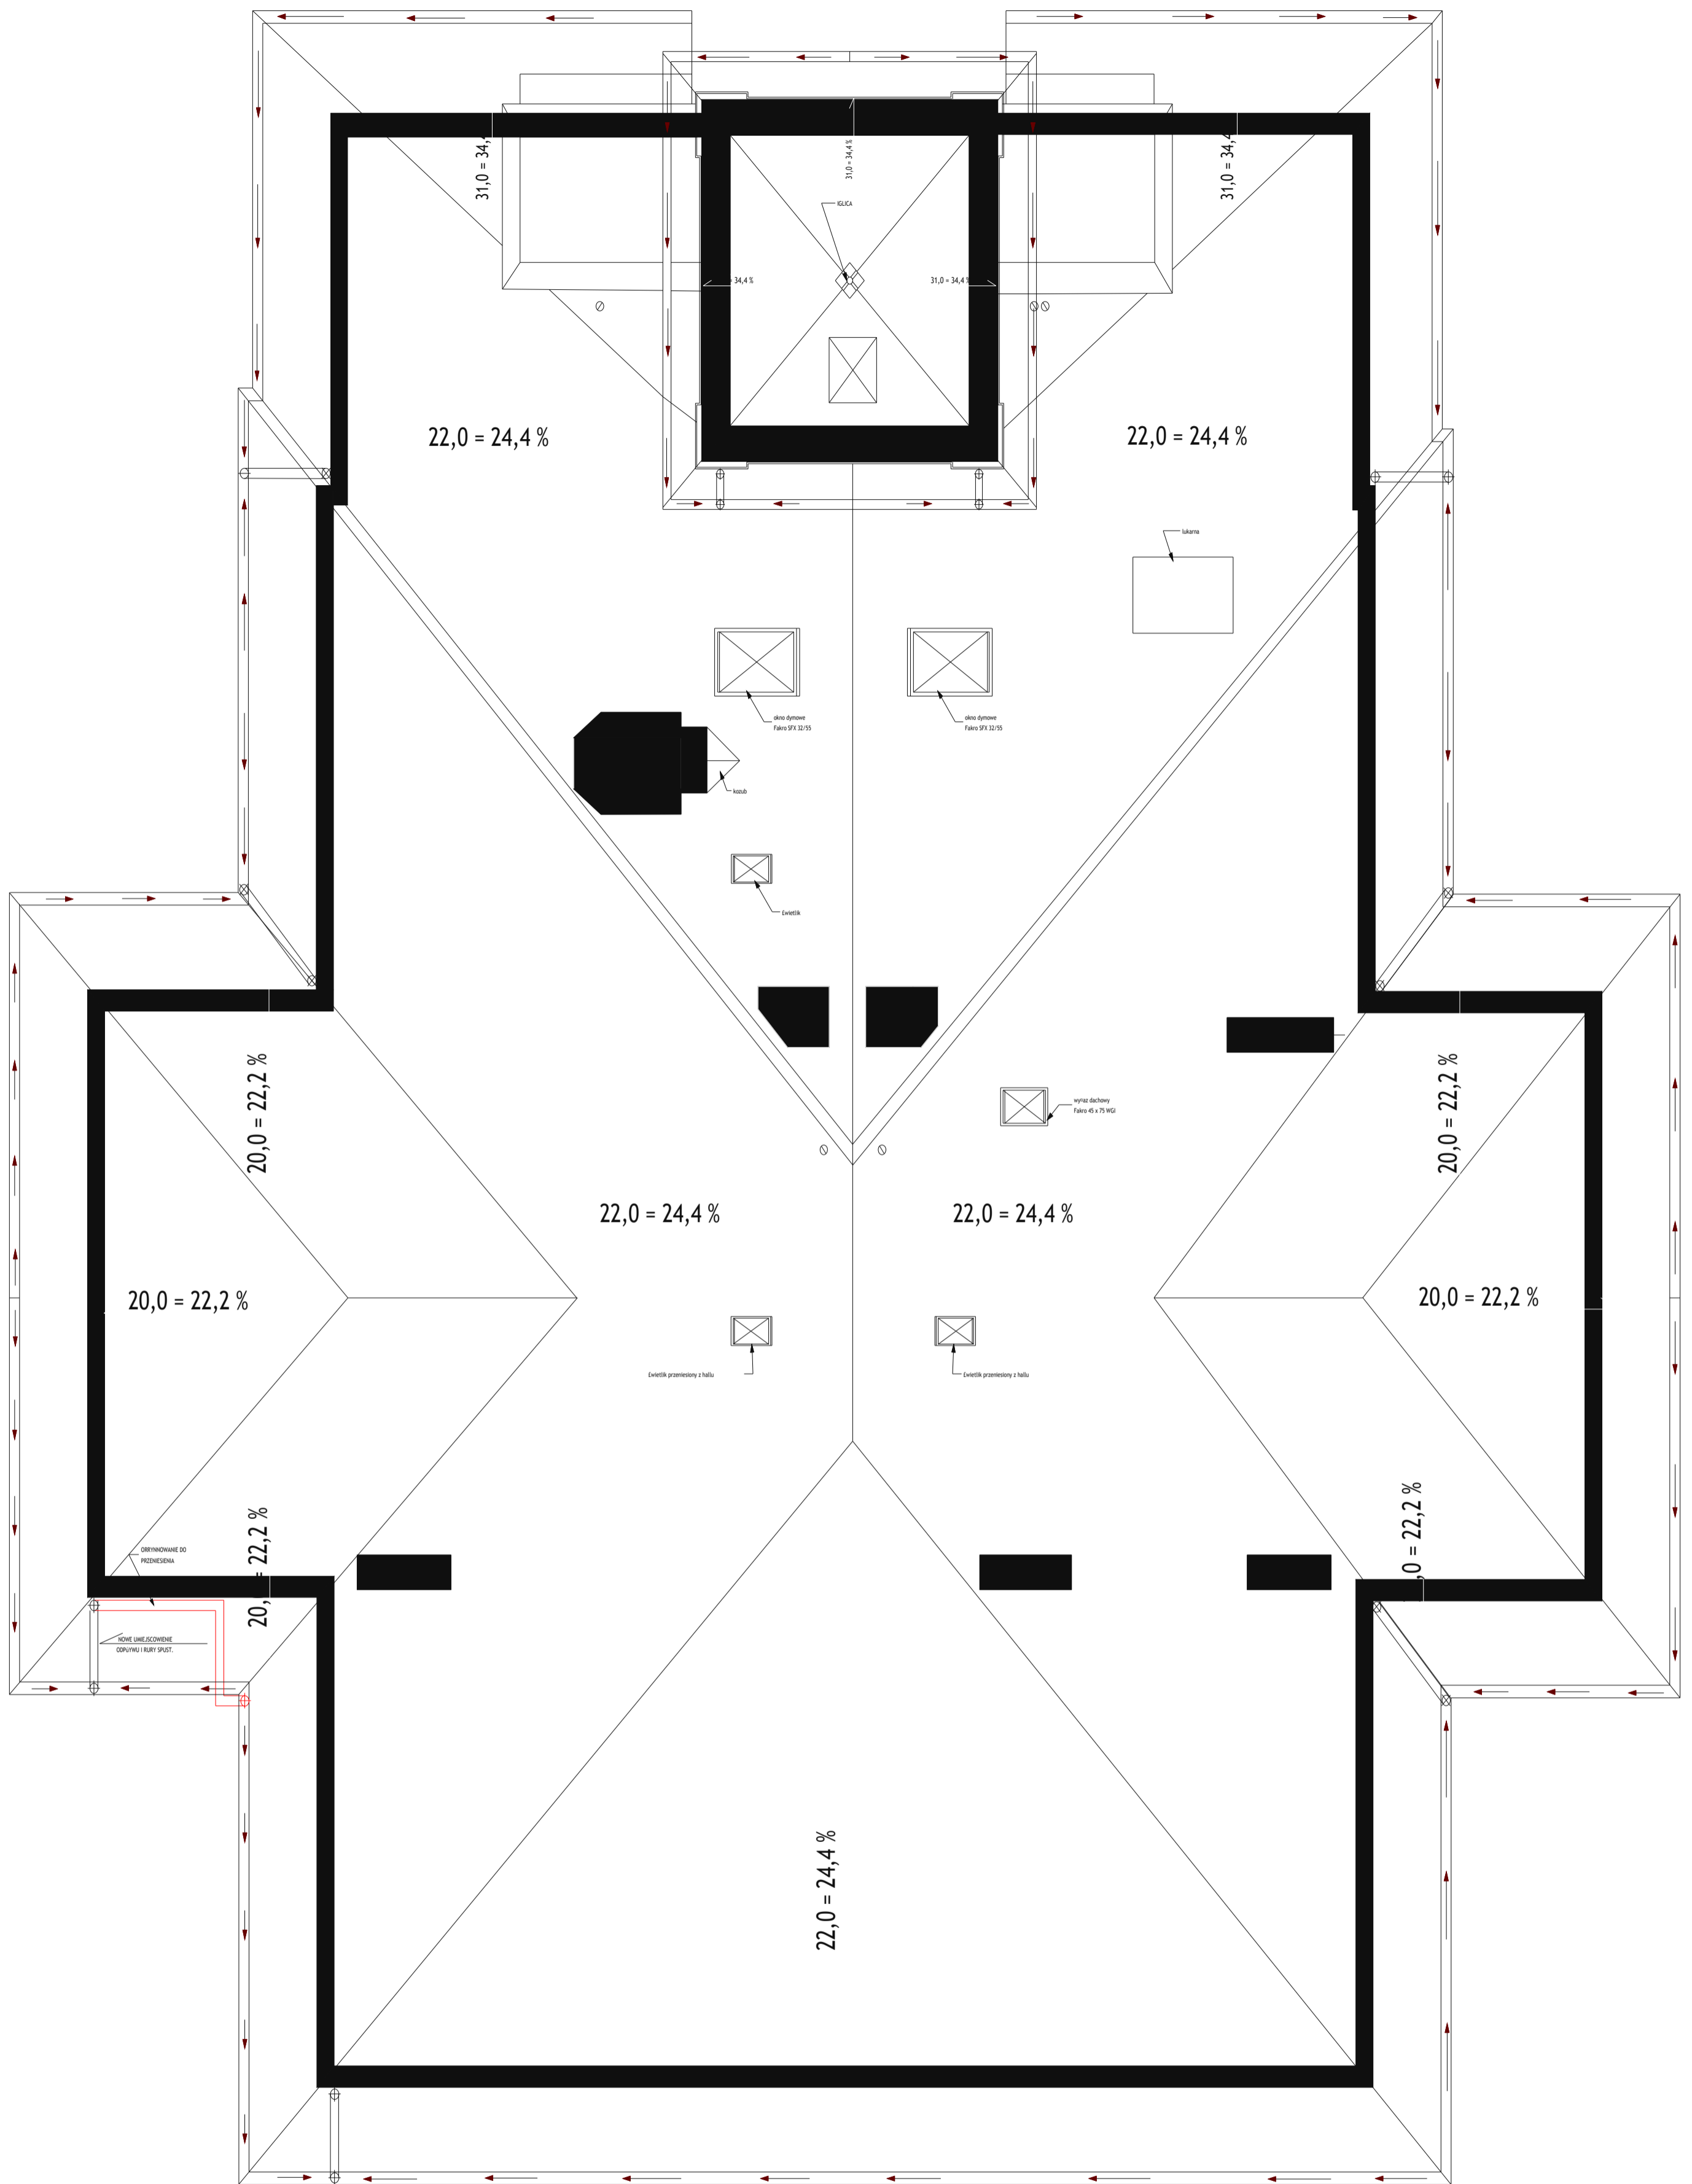 31,0 = 34,4
31,0 = 34,4 %
31,0 = 34,4
IGLICA
34,4 %
31,0 = 34,4
22,0 = 24,4 %
22,0 = 24,4 %
lukarna
okno dymowe
Fakro SFX 32/55
okno dymowe
Fakro SFX 32/55
kozub
świetlik
20,0 = 22,2 %
wyłaz dachowy
Fakro 45 x 75 WGI
20,0 = 22,2 %
22,0 = 24,4 %
22,0 = 24,4 %
20,0 = 22,2 %
20,0 = 22,2 %
świetlik przeniesiony z hallu
świetlik przeniesiony z hallu
ORRYNNOWANIE DO
PRZENIESIENIA
20, = 22,2 %
,0 = 22,2 %
NOWE UMIEJSCOWIENIE
ODPŁYWU I RURY SPUST.
22,0 = 24,4 %